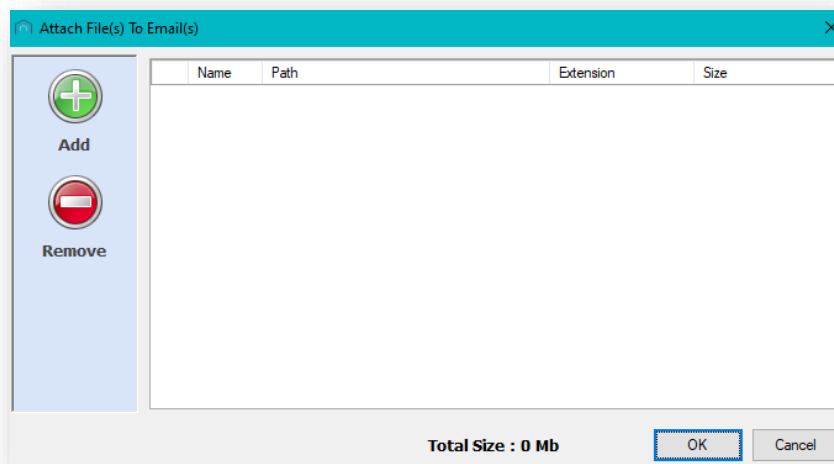 Attach File(s) To Email(s)
Name Path Extension Size
Add
Remove
Total Size : 0 Mb OK Cancel